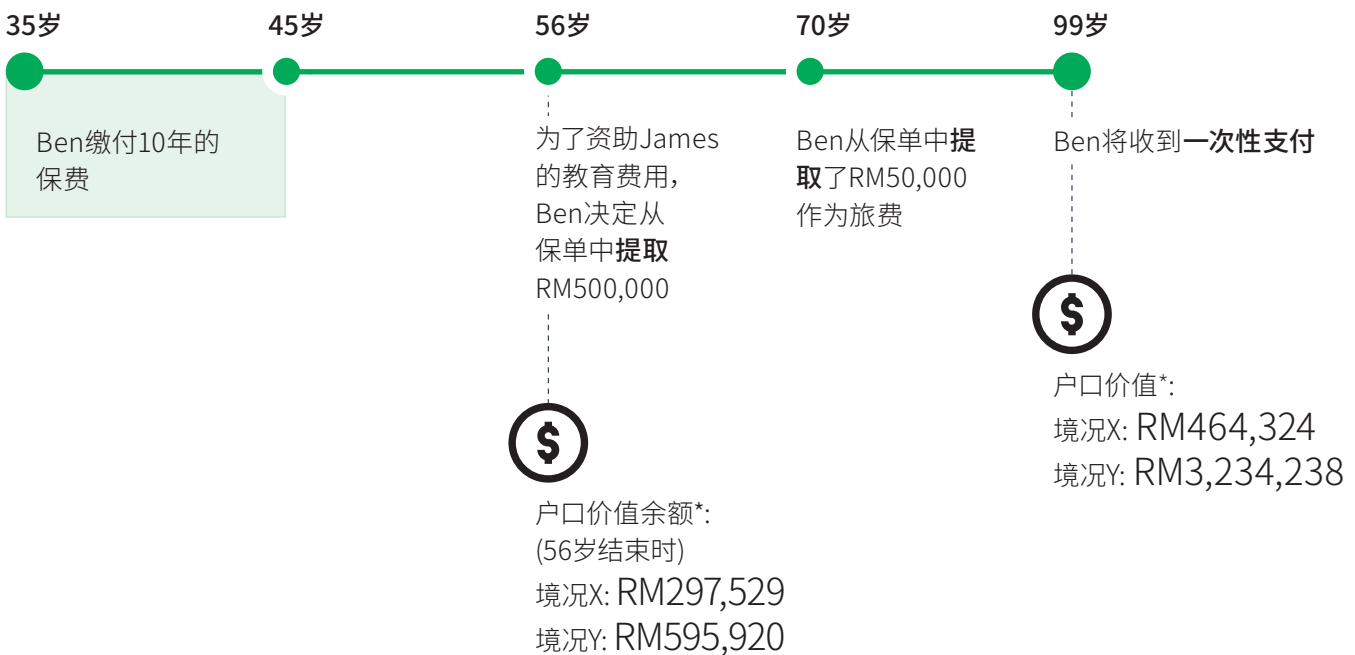 35岁
45岁
56岁
70岁
99岁
Ben缴付10年的
保费
为了资助James
的教育费用，
Ben决定从
保单中提取
RM500,000
$
户口价值余额*:
(56岁结束时)
境况X: RM297,529
境况Y: RM595,920
Ben从保单中提
取了RM50,000
作为旅费
Ben将收到一次性支付
$
户口价值*:
境况X: RM464,324
境况Y: RM3,234,238